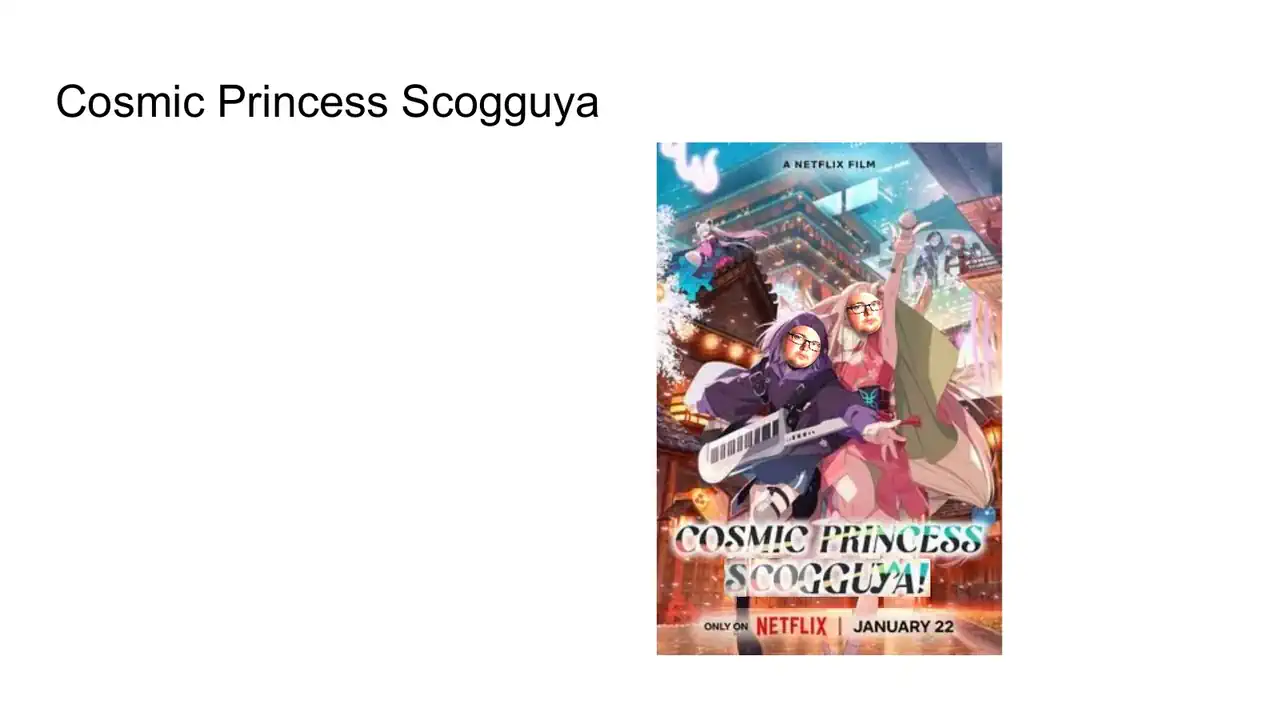 Cosmic Princess Scogguya
A NETFLIX FILM
COSMIC PRINCESS
SCOGGUYA!
ONLY ON NETFLIX | JANUARY 22